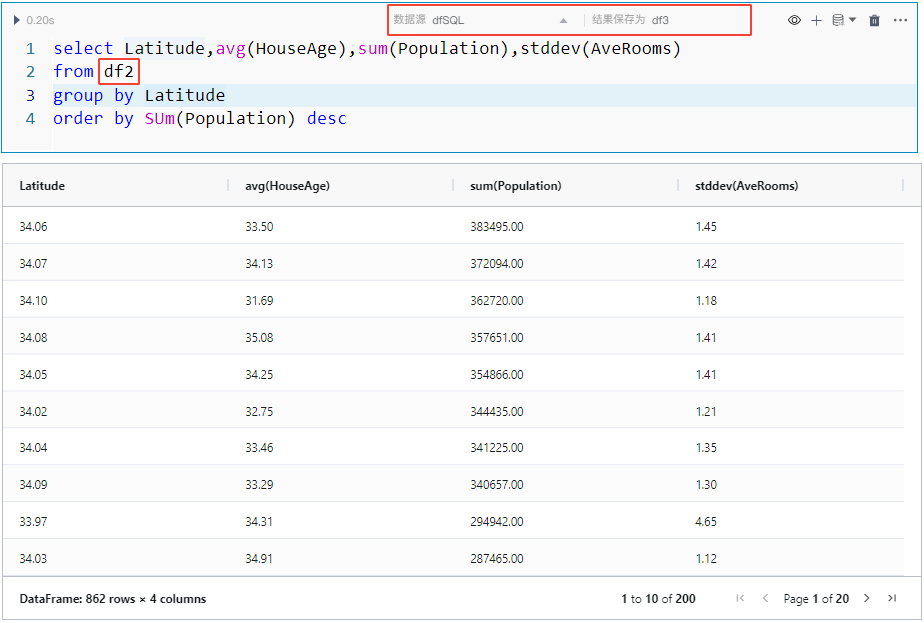 0.20s 数据源 dfSQL 结果保存为 df3
1 select Latitude,avg(HouseAge),sum(Population),stddev(AveRooms)
2 from df2
3 group by Latitude
4 order by SUm(Population) desc
Latitude avg(HouseAge) sum(Population) stddev(AveRooms)
34.06 33.50 383495.00 1.45
34.07 34.13 372094.00 1.42
34.10 31.69 362720.00 1.18
34.08 35.08 357651.00 1.41
34.05 34.25 354866.00 1.41
34.02 32.75 344435.00 1.21
34.04 33.46 341225.00 1.35
34.09 33.29 340657.00 1.30
33.97 34.31 294942.00 4.65
34.03 34.91 287465.00 1.12
DataFrame: 862 rows × 4 columns 1 to 10 of 200 Page 1 of 20